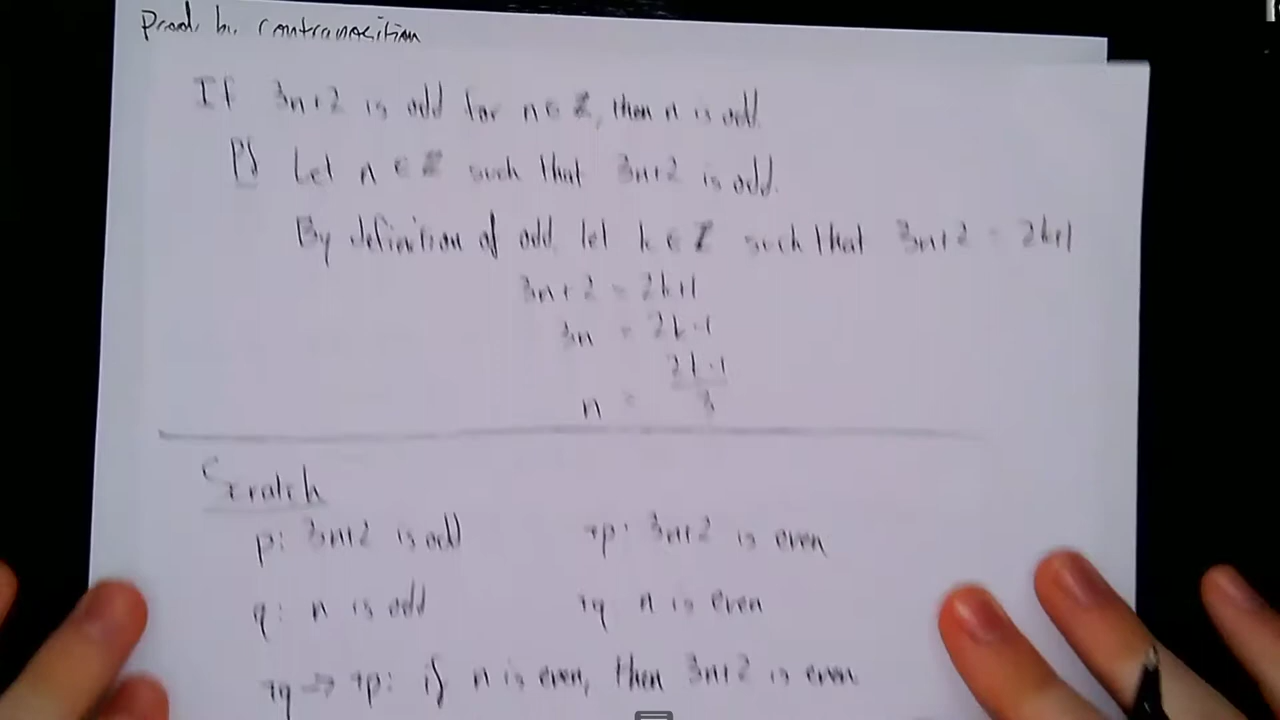 Proof by contraposition
If 3n+2 is odd for n ∈ ℤ, then n is odd.
Pf Let n ∈ ℤ such that 3n+2 is odd.
By definition of odd, let k ∈ ℤ such that 3n+2 = 2k+1
3n+2 = 2k+1
3n = 2k-1
n = 2k-1/3
Scratch
p: 3n+2 is odd ¬p: 3n+2 is even
q: n is odd ¬q: n is even
¬q → ¬p: if n is even, then 3n+2 is even